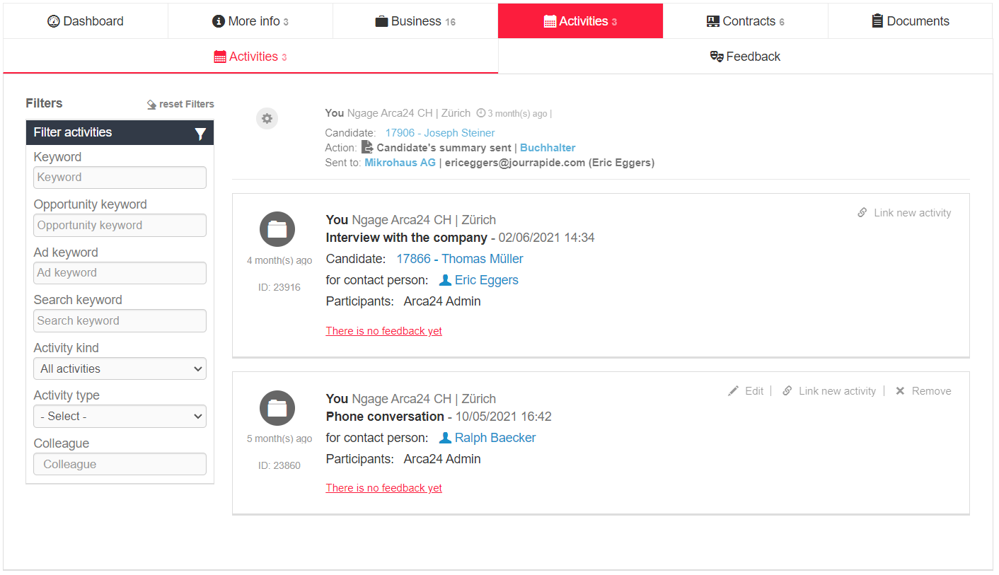 Dashboard
More info 3
Business 16
Activities 3
Contracts 6
Documents
Activities 3
Feedback
Filters
reset Filters
Filter activities
Keyword
Keyword
Opportunity keyword
Opportunity keyword
Ad keyword
Ad keyword
Search keyword
Search keyword
Activity kind
All activities
Activity type
- Select -
Colleague
Colleague
You Ngage Arca24 CH | Zürich 3 month(s) ago |
Candidate: 17906 - Joseph Steiner
Action: Candidate's summary sent | Buchhalter
Sent to: Mikrohaus AG | ericeggers@jourrapide.com (Eric Eggers)
4 month(s) ago
ID: 23916
You Ngage Arca24 CH | Zürich
Link new activity
Interview with the company - 02/06/2021 14:34
Candidate: 17866 - Thomas Müller
for contact person: Eric Eggers
Participants: Arca24 Admin
There is no feedback yet
5 month(s) ago
ID: 23860
You Ngage Arca24 CH | Zürich
Edit | Link new activity | Remove
Phone conversation - 10/05/2021 16:42
for contact person: Ralph Baecker
Participants: Arca24 Admin
There is no feedback yet